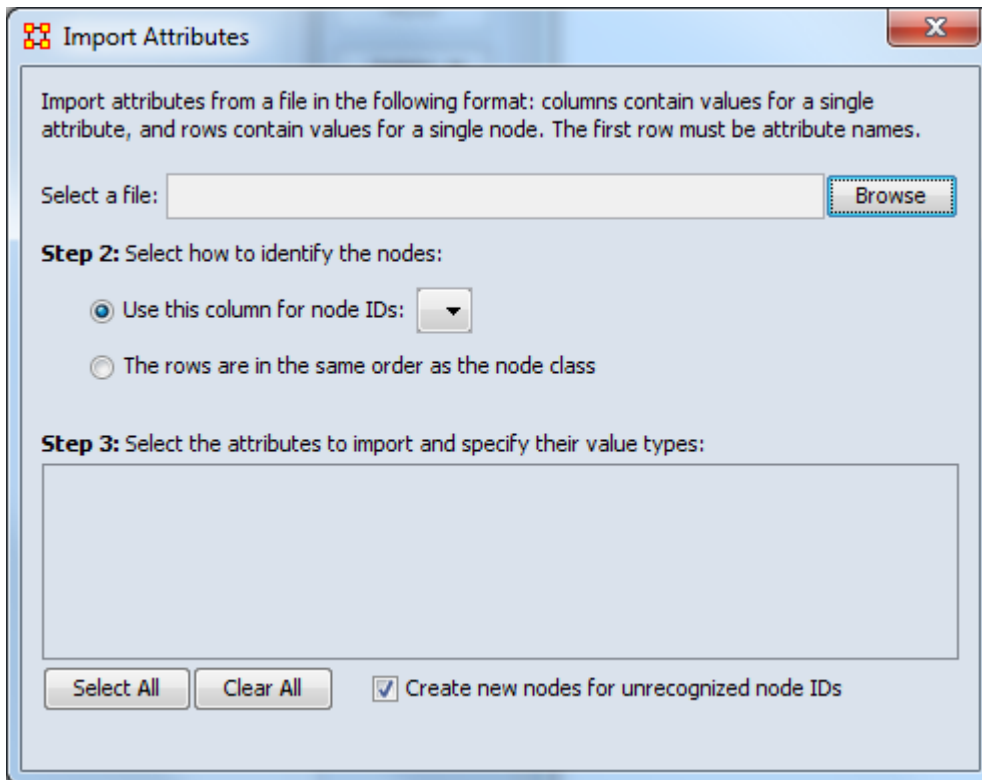 Import Attributes
Import attributes from a file in the following format: columns contain values for a single
attribute, and rows contain values for a single node. The first row must be attribute names.
Select a file: Browse
Step 2: Select how to identify the nodes:
Use this column for node IDs:
The rows are in the same order as the node class
Step 3: Select the attributes to import and specify their value types:
Select All Clear All Create new nodes for unrecognized node IDs